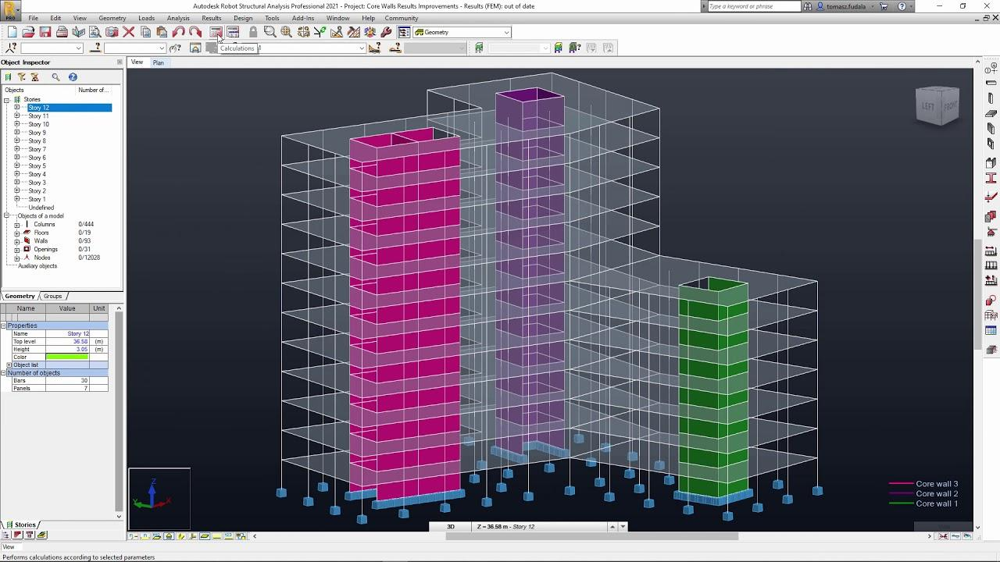 Autodesk Robot Structural Analysis Professional 2021 - Project: Core Walls Results Improvements - Results (FEM): out of date
Type a keyword or phrase
tomasz.fudala
PRO
File Edit View Geometry Loads Analysis Results Design Tools Add-Ins Window Help Community
Geometry
Calculations
Object Inspector
View Plan
Objects Number of...
Stories
Story 12
Story 11
Story 10
Story 9
Story 8
Story 7
Story 6
Story 5
Story 4
Story 3
Story 2
Story 1
Undefined
Objects of a model
Columns 0/444
Floors 0/19
Walls 0/93
Openings 0/31
Nodes 0/12028
Auxiliary objects
Geometry Groups
Name Value Unit
Properties
Name Story 12
Top level 36.58 (m)
Height 3.05 (m)
Color
Object list
Number of objects
Bars 30
Panels 7
LEFT FRONT
Z
Y X
Core wall 3
Core wall 2
Core wall 1
Stories
3D Z = 36.58 m - Story 12
View
Performs calculations according to selected parameters